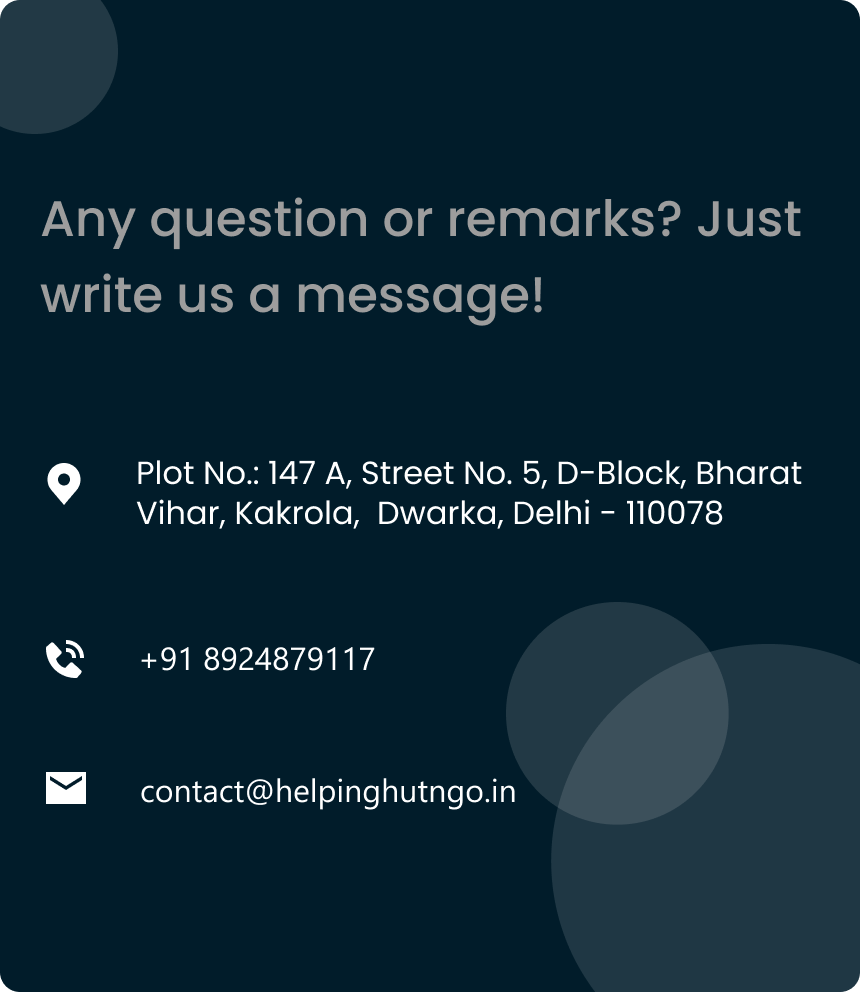 Any question or remarks? Just
write us a message!
Plot No.: 147 A, Street No. 5, D-Block, Bharat
Vihar, Kakrola,  Dwarka, Delhi - 110078
+91 8924879117
contact@helpinghutngo.in